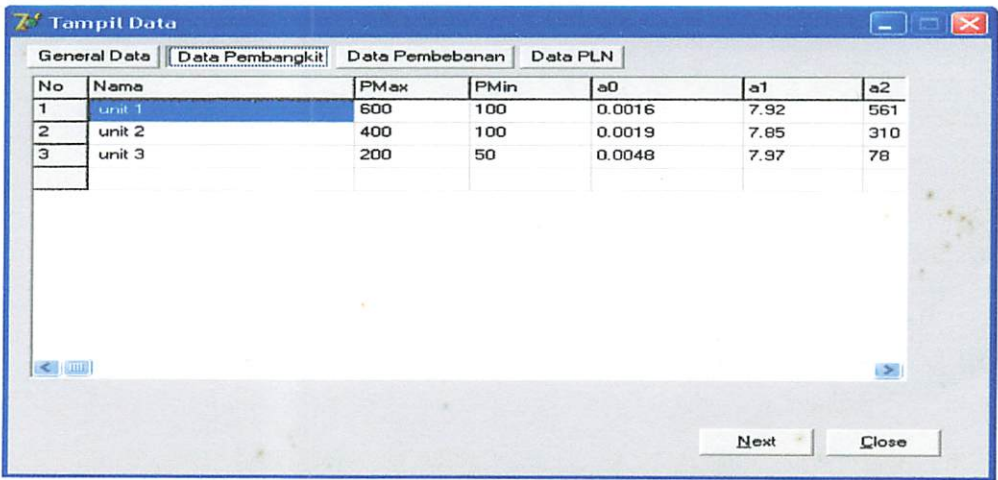 Tampil Data
General Data Data Pembangkit Data Pembebanan Data PLN
No Nama PMax PMin a0 a1 a2
1 unit 1 600 100 0.0016 7.92 561
2 unit 2 400 100 0.0019 7.85 310
3 unit 3 200 50 0.0048 7.97 78
Next Close